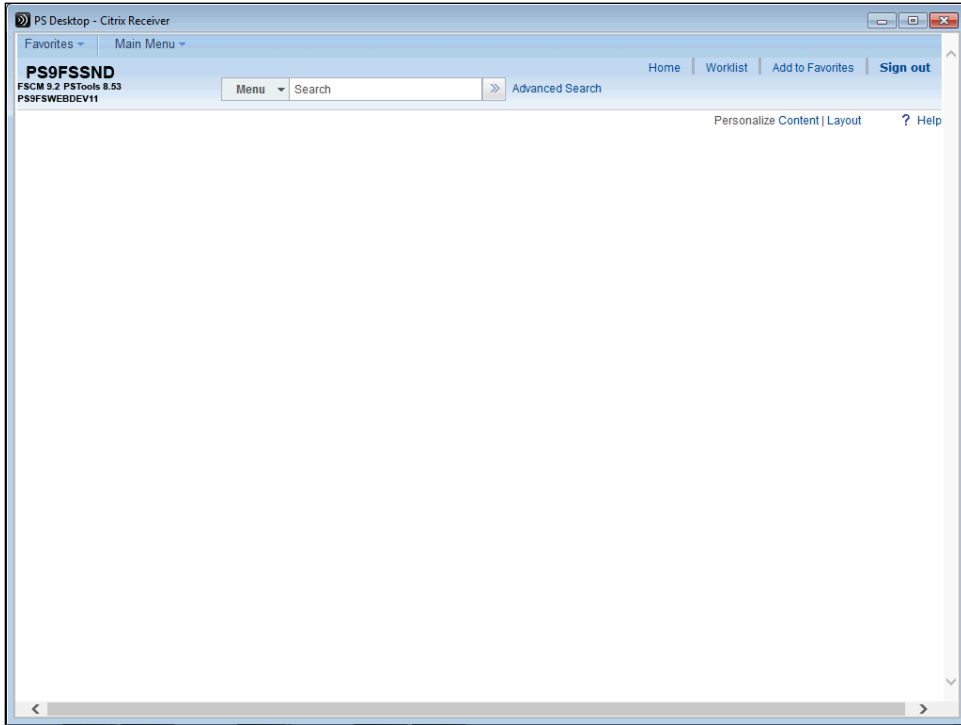 PS Desktop - Citrix Receiver
Favorites Main Menu
PS9FSSND
FSCM 9.2 PSTools 8.53
PS9FSWEBDEV11
Home Worklist Add to Favorites Sign out
Menu Search Advanced Search
Personalize Content | Layout ? Help